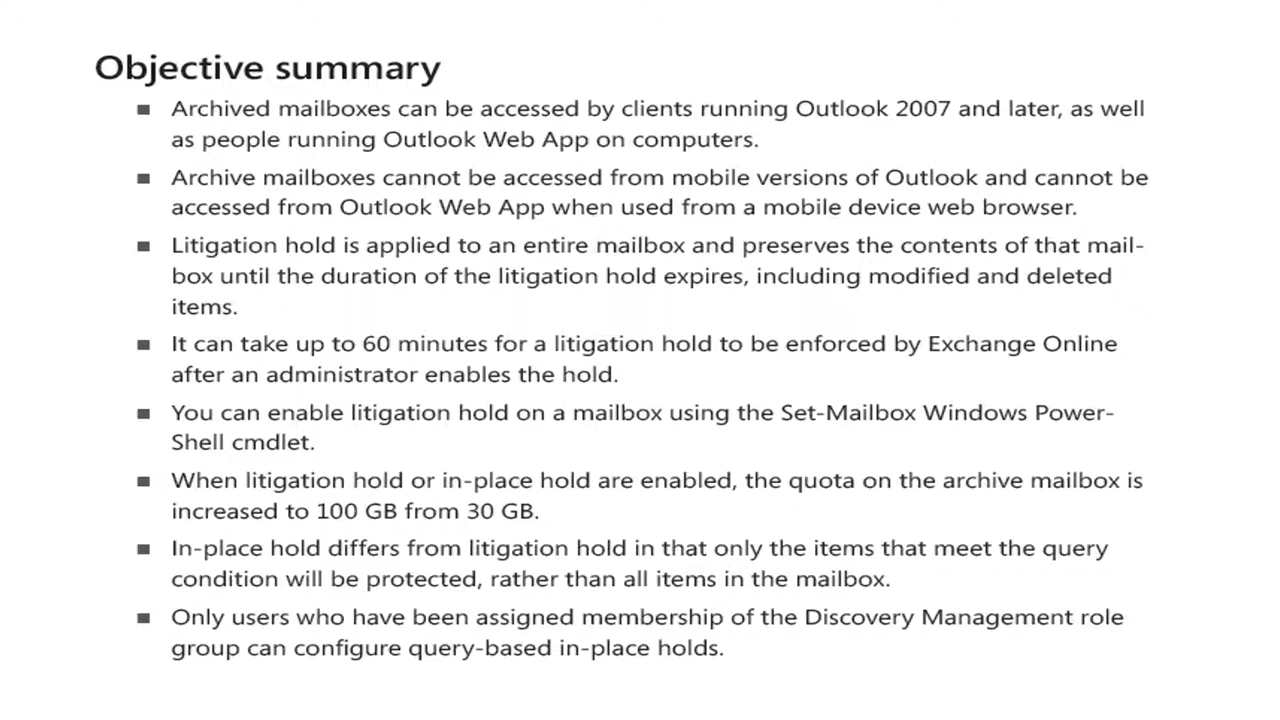 Objective summary
■ Archived mailboxes can be accessed by clients running Outlook 2007 and later, as well
as people running Outlook Web App on computers.
■ Archive mailboxes cannot be accessed from mobile versions of Outlook and cannot be
accessed from Outlook Web App when used from a mobile device web browser.
■ Litigation hold is applied to an entire mailbox and preserves the contents of that mail-
box until the duration of the litigation hold expires, including modified and deleted
items.
■ It can take up to 60 minutes for a litigation hold to be enforced by Exchange Online
after an administrator enables the hold.
■ You can enable litigation hold on a mailbox using the Set-Mailbox Windows Power-
Shell cmdlet.
■ When litigation hold or in-place hold are enabled, the quota on the archive mailbox is
increased to 100 GB from 30 GB.
■ In-place hold differs from litigation hold in that only the items that meet the query
condition will be protected, rather than all items in the mailbox.
■ Only users who have been assigned membership of the Discovery Management role
group can configure query-based in-place holds.